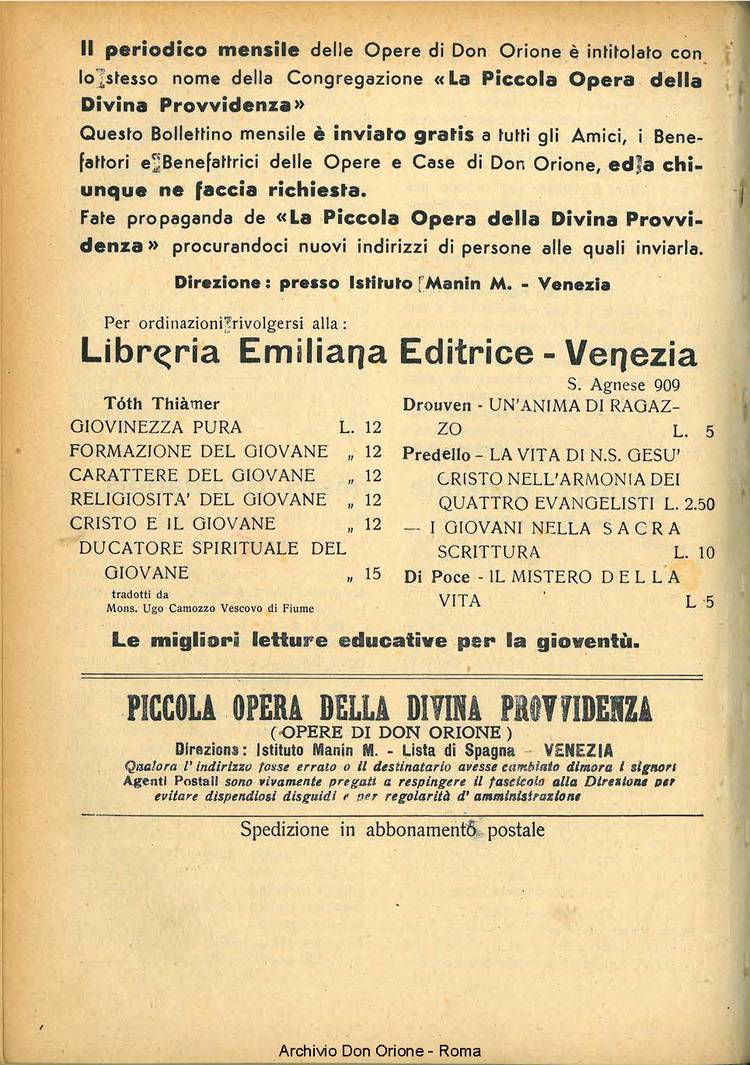 Il periodico mensile delle Opere di Don Orione è intitolato con
lo stesso nome della Congregazione «La Piccola Opera della
Divina Provvidenza»
Questo Bollettino mensile è inviato gratis a tutti gli Amici, i Bene-
fattori e Benefattrici delle Opere e Case di Don Orione, ed a chi-
unque ne faccia richiesta.
Fate propaganda de «La Piccola Opera della Divina Provvi-
denza» procurandoci nuovi indirizzi di persone alle quali inviarla.
Direzione: presso Istituto Manin M. - Venezia
Per ordinazioni rivolgersi alla:
Libreria Emiliana Editrice - Venezia
S. Agnese 909
Tóth Thiàmer
GIOVINEZZA PURA L. 12
FORMAZIONE DEL GIOVANE „ 12
CARATTERE DEL GIOVANE „ 12
RELIGIOSITA' DEL GIOVANE „ 12
CRISTO E IL GIOVANE „ 12
DUCATORE SPIRITUALE DEL
GIOVANE „ 15
tradotti da
Mons. Ugo Camozzo Vescovo di Fiume
Drouven - UN'ANIMA DI RAGAZ-
ZO L. 5
Predello - LA VITA DI N.S. GESU'
CRISTO NELL'ARMONIA DEI
QUATTRO EVANGELISTI L. 2.50
— I GIOVANI NELLA SACRA
SCRITTURA L. 10
Di Poce - IL MISTERO DELLA
VITA L 5
Le migliori letture educative per la gioventù.
PICCOLA OPERA DELLA DIVINA PROVVIDENZA
(OPERE DI DON ORIONE)
Direzione: Istituto Manin M. - Lista di Spagna - VENEZIA
Qualora l'indirizzo fosse errato o il destinatario avesse cambiato dimora i signori
Agenti Postali sono vivamente pregati a respingere il fascicolo alla Direzione per
evitare dispendiosi disguidi e per regolarità d'amministrazione
Spedizione in abbonamento postale
Archivio Don Orione - Roma